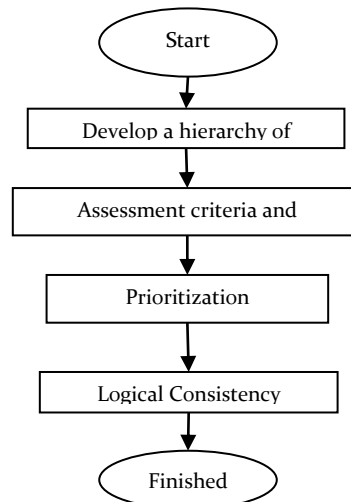 Start
Develop a hierarchy of
Assessment criteria and
Prioritization
Logical Consistency
Finished